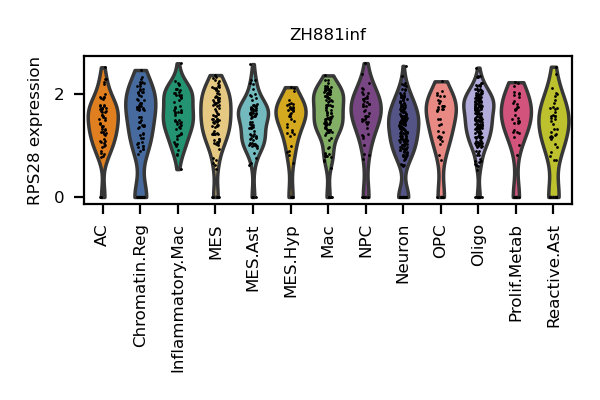 ZH881inf
RPS28 expression
2
0
AC
Chromatin.Reg
Inflammatory.Mac
MES
MES.Ast
MES.Hyp
Mac
NPC
Neuron
OPC
Oligo
Prolif.Metab
Reactive.Ast